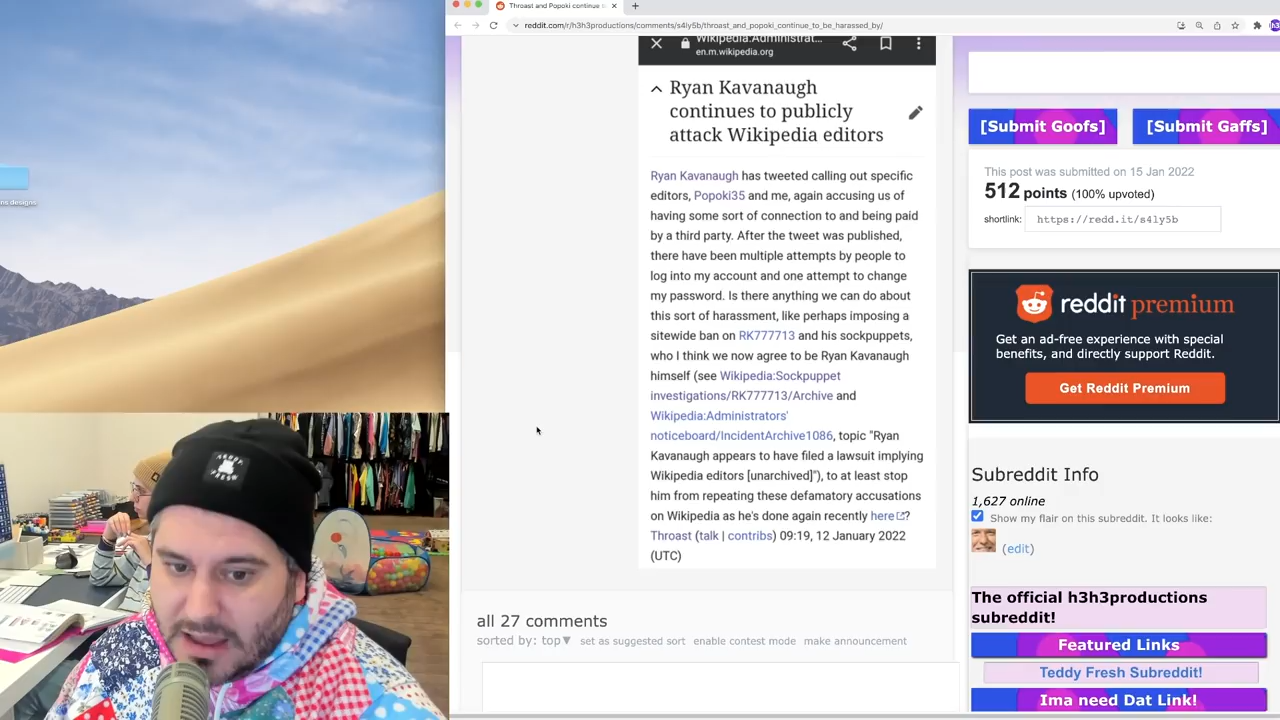 Throast and Popoki continue t
reddit.com/r/h3h3productions/comments/s4ly5b/throast_and_popoki_continue_to_be_harassed_by/
Wikipedia:Administrat...
en.m.wikipedia.org
Ryan Kavanaugh
continues to publicly
attack Wikipedia editors
Ryan Kavanaugh has tweeted calling out specific
editors, Popoki35 and me, again accusing us of
having some sort of connection to and being paid
by a third party. After the tweet was published,
there have been multiple attempts by people to
log into my account and one attempt to change
my password. Is there anything we can do about
this sort of harassment, like perhaps imposing a
sitewide ban on RK777713 and his sockpuppets,
who I think we now agree to be Ryan Kavanaugh
himself (see Wikipedia:Sockpuppet
investigations/RK777713/Archive and
Wikipedia:Administrators'
noticeboard/IncidentArchive1086, topic "Ryan
Kavanaugh appears to have filed a lawsuit implying
Wikipedia editors [unarchived]"), to at least stop
him from repeating these defamatory accusations
on Wikipedia as he's done again recently here?
Throast (talk | contribs) 09:19, 12 January 2022
(UTC)
all 27 comments
sorted by: top▼ set as suggested sort enable contest mode make announcement
[Submit Goofs] [Submit Gaffs]
This post was submitted on 15 Jan 2022
512 points (100% upvoted)
shortlink: https://redd.it/s4ly5b
reddit premium
Get an ad-free experience with special
benefits, and directly support Reddit.
Get Reddit Premium
Subreddit Info
1,627 online
Show my flair on this subreddit. It looks like:
(edit)
The official h3h3productions
subreddit!
Featured Links
Teddy Fresh Subreddit!
Ima need Dat Link!
ns designs